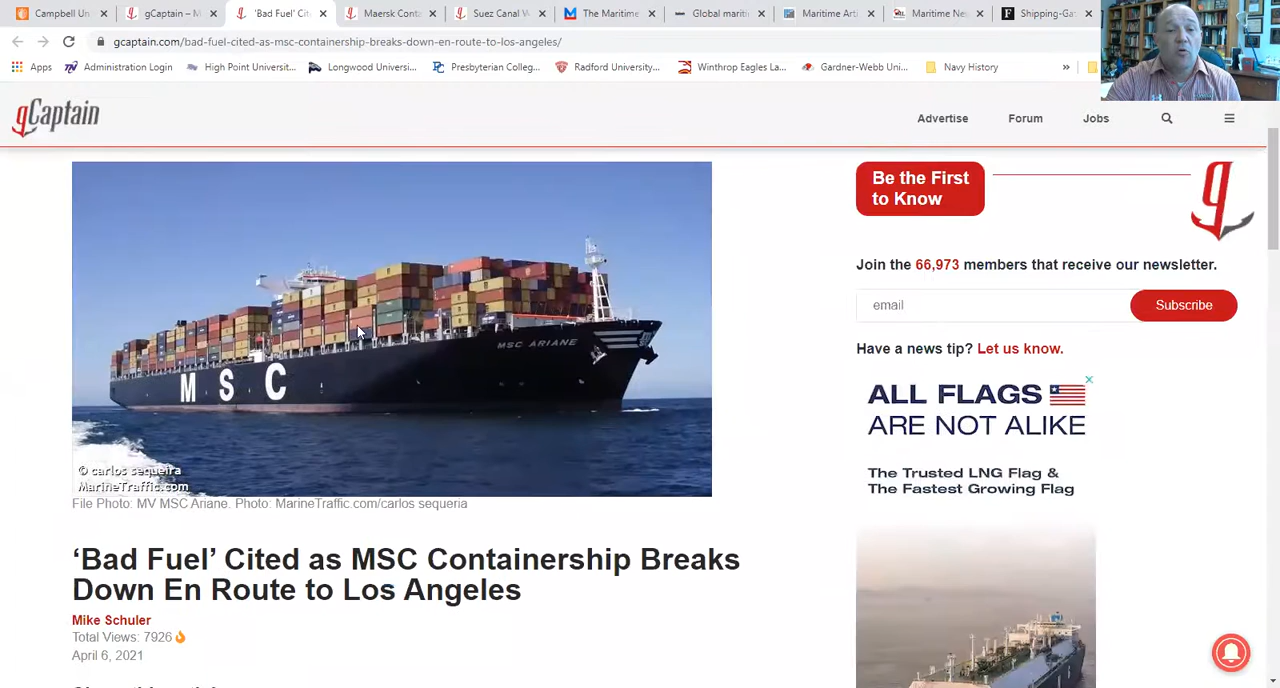 Campbell Un
gCaptain – M
'Bad Fuel' Cit
Maersk Cont
Suez Canal V
The Maritime
Global mariti
Maritime Arti
Maritime Ne
Shipping-Ga
gcaptain.com/bad-fuel-cited-as-msc-containership-breaks-down-en-route-to-los-angeles/
Apps
Administration Login
High Point Universit...
Longwood Universi...
Presbyterian Colleg...
Radford University...
Winthrop Eagles La...
Gardner-Webb Uni...
Navy History
»
gCaptain
Advertise
Forum
Jobs
MSC ARIANE
MSC
© carlos sequeira
MarineTraffic.com
File Photo: MV MSC Ariane. Photo: MarineTraffic.com/carlos sequeria
'Bad Fuel' Cited as MSC Containership Breaks
Down En Route to Los Angeles
Mike Schuler
Total Views: 7926
April 6, 2021
Be the First
to Know
g
Join the 66,973 members that receive our newsletter.
email
Subscribe
Have a news tip? Let us know.
ALL FLAGS
ARE NOT ALIKE
The Trusted LNG Flag &
The Fastest Growing Flag